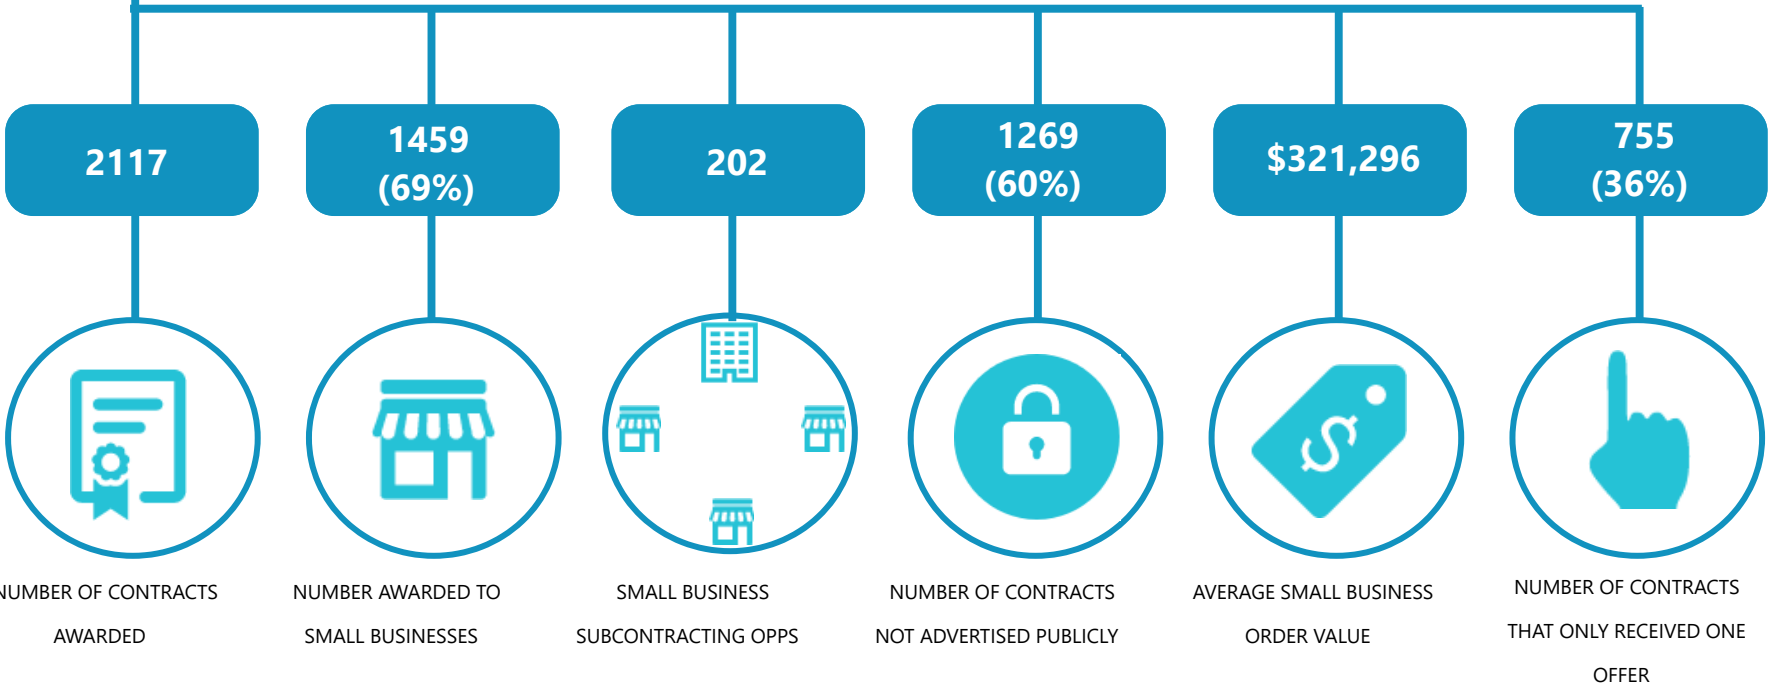 2117
1459
(69%)
202
1269
(60%)
$321,296
755
(36%)
$
NUMBER OF CONTRACTS
AWARDED
NUMBER AWARDED TO
SMALL BUSINESSES
SMALL BUSINESS
SUBCONTRACTING OPPS
NUMBER OF CONTRACTS
NOT ADVERTISED PUBLICLY
AVERAGE SMALL BUSINESS
ORDER VALUE
NUMBER OF CONTRACTS
THAT ONLY RECEIVED ONE
OFFER